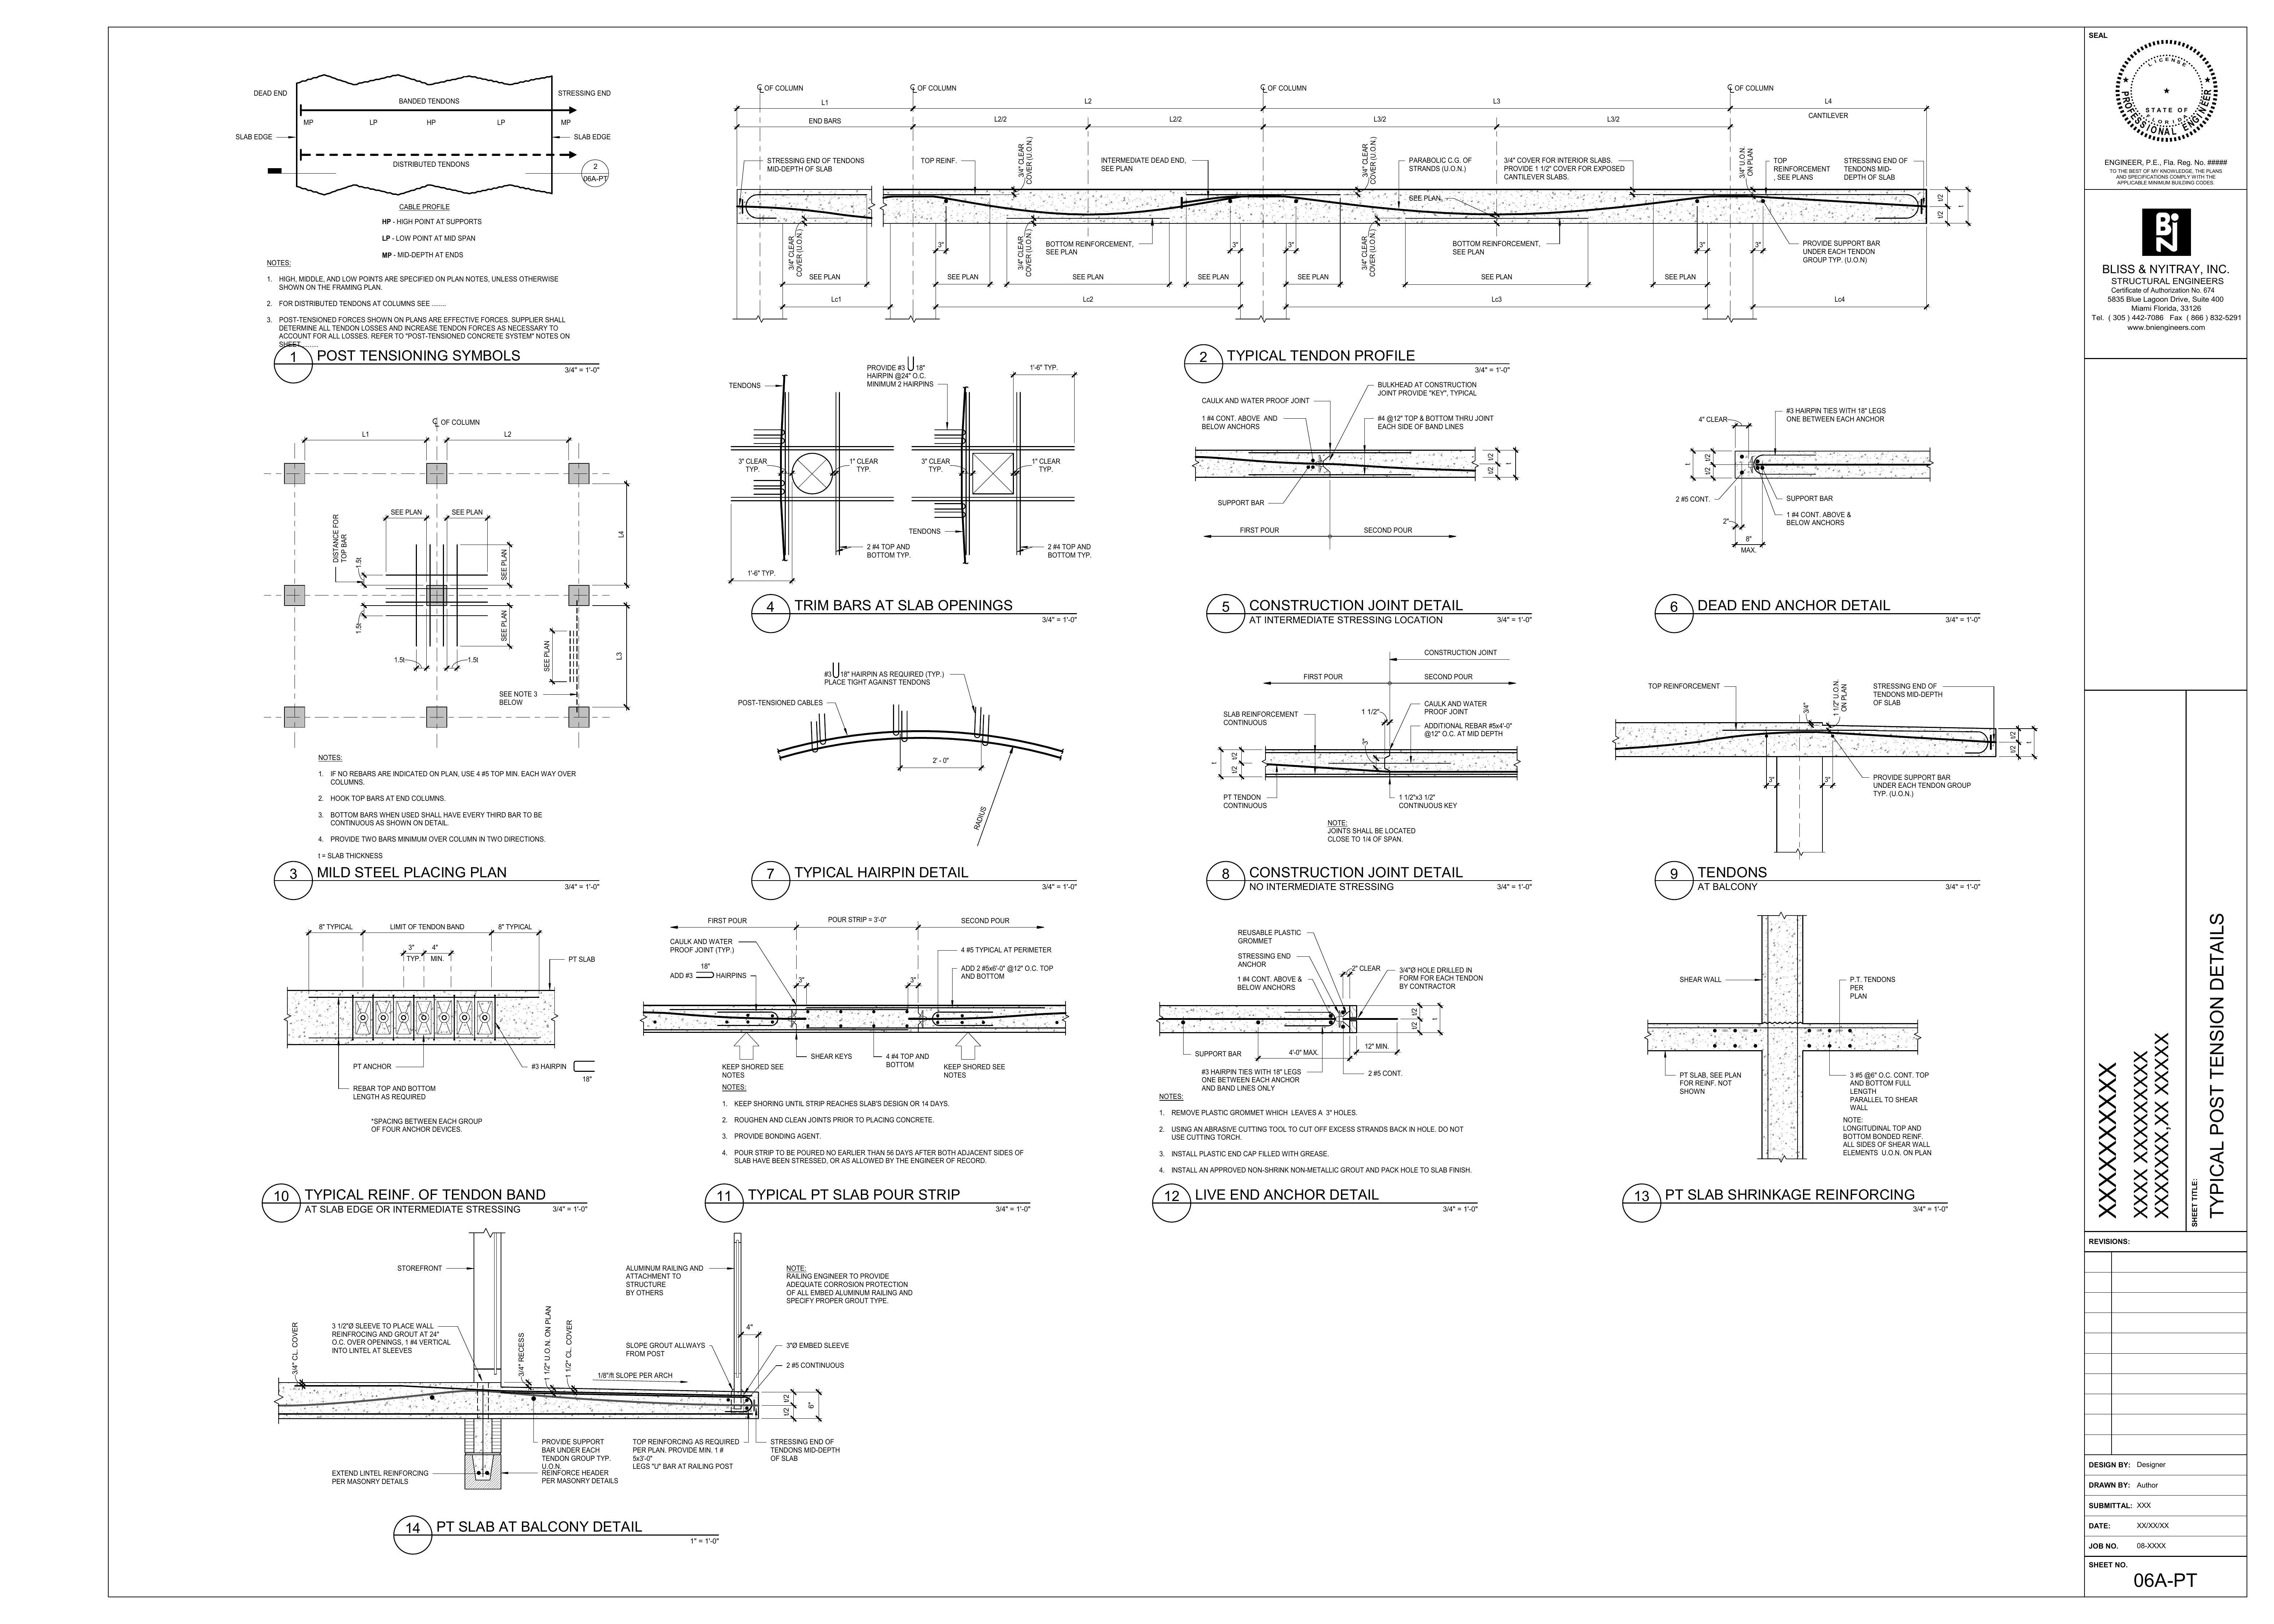 DEAD END
STRESSING END
BANDED TENDONS
MP
LP
HP
LP
MP
SLAB EDGE
SLAB EDGE
DISTRIBUTED TENDONS
2
06A-PT
CABLE PROFILE
HP - HIGH POINT AT SUPPORTS
LP - LOW POINT AT MID SPAN
MP - MID-DEPTH AT ENDS
NOTES:
1. HIGH, MIDDLE, AND LOW POINTS ARE SPECIFIED ON PLAN NOTES, UNLESS OTHERWISE
SHOWN ON THE FRAMING PLAN.
2. FOR DISTRIBUTED TENDONS AT COLUMNS SEE ........
3. POST-TENSIONED FORCES SHOWN ON PLANS ARE EFFECTIVE FORCES. SUPPLIER SHALL
DETERMINE ALL TENDON LOSSES AND INCREASE TENDON FORCES AS NECESSARY TO
ACCOUNT FOR ALL LOSSES. REFER TO "POST-TENSIONED CONCRETE SYSTEM" NOTES ON
SHEET........
1 POST TENSIONING SYMBOLS
3/4" = 1'-0"
℄ OF COLUMN
℄ OF COLUMN
℄ OF COLUMN
℄ OF COLUMN
L1
L2
L3
L4
END BARS
L2/2
L2/2
L3/2
L3/2
CANTILEVER
STRESSING END OF TENDONS
MID-DEPTH OF SLAB
TOP REINF.
3/4" CLEAR
COVER (U.O.N.)
INTERMEDIATE DEAD END,
SEE PLAN
3/4" CLEAR
COVER (U.O.N.)
PARABOLIC C.G. OF
STRANDS (U.O.N.)
3/4" COVER FOR INTERIOR SLABS.
PROVIDE 1 1/2" COVER FOR EXPOSED
CANTILEVER SLABS.
3/4" U.O.N.
ON PLAN
TOP
REINFORCEMENT
, SEE PLANS
STRESSING END OF
TENDONS MID-
DEPTH OF SLAB
SEE PLAN
t/2
t/2
t
3/4" CLEAR
COVER (U.O.N.)
3"
3/4" CLEAR
COVER (U.O.N.)
BOTTOM REINFORCEMENT,
SEE PLAN
3"
3"
3/4" CLEAR
COVER (U.O.N.)
BOTTOM REINFORCEMENT,
SEE PLAN
3"
3"
PROVIDE SUPPORT BAR
UNDER EACH TENDON
GROUP TYP. (U.O.N)
SEE PLAN
SEE PLAN
SEE PLAN
SEE PLAN
SEE PLAN
SEE PLAN
SEE PLAN
Lc1
Lc2
Lc3
Lc4
2 TYPICAL TENDON PROFILE
3/4" = 1'-0"
℄ OF COLUMN
L1
L2
SEE PLAN
SEE PLAN
DISTANCE FOR
TOP BAR
1.5t
1.5t
SEE PLAN
SEE PLAN
L4
L3
1.5t
1.5t
SEE PLAN
SEE NOTE 3
BELOW
NOTES:
1. IF NO REBARS ARE INDICATED ON PLAN, USE 4 #5 TOP MIN. EACH WAY OVER
COLUMNS.
2. HOOK TOP BARS AT END COLUMNS.
3. BOTTOM BARS WHEN USED SHALL HAVE EVERY THIRD BAR TO BE
CONTINUOUS AS SHOWN ON DETAIL.
4. PROVIDE TWO BARS MINIMUM OVER COLUMN IN TWO DIRECTIONS.
t = SLAB THICKNESS
3 MILD STEEL PLACING PLAN
3/4" = 1'-0"
PROVIDE #3 18"
HAIRPIN @24" O.C.
MINIMUM 2 HAIRPINS
1'-6" TYP.
TENDONS
3" CLEAR
TYP.
1" CLEAR
TYP.
3" CLEAR
TYP.
1" CLEAR
TYP.
TENDONS
2 #4 TOP AND
BOTTOM TYP.
2 #4 TOP AND
BOTTOM TYP.
1'-6" TYP.
4 TRIM BARS AT SLAB OPENINGS
3/4" = 1'-0"
BULKHEAD AT CONSTRUCTION
JOINT PROVIDE "KEY", TYPICAL
CAULK AND WATER PROOF JOINT
1 #4 CONT. ABOVE AND
BELOW ANCHORS
#4 @12" TOP & BOTTOM THRU JOINT
EACH SIDE OF BAND LINES
t/2
t/2
t
SUPPORT BAR
FIRST POUR
SECOND POUR
5 CONSTRUCTION JOINT DETAIL
AT INTERMEDIATE STRESSING LOCATION
3/4" = 1'-0"
#3 HAIRPIN TIES WITH 18" LEGS
ONE BETWEEN EACH ANCHOR
4" CLEAR
t
t/2
t/2
2 #5 CONT.
SUPPORT BAR
1 #4 CONT. ABOVE &
BELOW ANCHORS
2"
8"
MAX.
6 DEAD END ANCHOR DETAIL
3/4" = 1'-0"
#3 18" HAIRPIN AS REQUIRED (TYP.)
PLACE TIGHT AGAINST TENDONS
POST-TENSIONED CABLES
2' - 0"
RADIUS
7 TYPICAL HAIRPIN DETAIL
3/4" = 1'-0"
CONSTRUCTION JOINT
FIRST POUR
SECOND POUR
SLAB REINFORCEMENT
CONTINUOUS
1 1/2"
CAULK AND WATER
PROOF JOINT
ADDITIONAL REBAR #5x4'-0"
@12" O.C. AT MID DEPTH
3"
t
t/2
t/2
PT TENDON
CONTINUOUS
1 1/2"x3 1/2"
CONTINUOUS KEY
NOTE:
JOINTS SHALL BE LOCATED
CLOSE TO 1/4 OF SPAN.
8 CONSTRUCTION JOINT DETAIL
NO INTERMEDIATE STRESSING
3/4" = 1'-0"
TOP REINFORCEMENT
3/4"
1 1/2" U.O.N.
ON PLAN
STRESSING END OF
TENDONS MID-DEPTH
OF SLAB
t/2
t/2
t
3"
3"
PROVIDE SUPPORT BAR
UNDER EACH TENDON GROUP
TYP. (U.O.N.)
9 TENDONS
AT BALCONY
3/4" = 1'-0"
8" TYPICAL
LIMIT OF TENDON BAND
8" TYPICAL
3"
TYP.
4"
MIN.
PT SLAB
PT ANCHOR
#3 HAIRPIN
18"
REBAR TOP AND BOTTOM
LENGTH AS REQUIRED
*SPACING BETWEEN EACH GROUP
OF FOUR ANCHOR DEVICES.
10 TYPICAL REINF. OF TENDON BAND
AT SLAB EDGE OR INTERMEDIATE STRESSING
3/4" = 1'-0"
FIRST POUR
POUR STRIP = 3'-0"
SECOND POUR
CAULK AND WATER
PROOF JOINT (TYP.)
18"
ADD #3 HAIRPINS
3"
3"
4 #5 TYPICAL AT PERIMETER
ADD 2 #5x6'-0" @12" O.C. TOP
AND BOTTOM
KEEP SHORED SEE
NOTES
SHEAR KEYS
4 #4 TOP AND
BOTTOM
KEEP SHORED SEE
NOTES
NOTES:
1. KEEP SHORING UNTIL STRIP REACHES SLAB'S DESIGN OR 14 DAYS.
2. ROUGHEN AND CLEAN JOINTS PRIOR TO PLACING CONCRETE.
3. PROVIDE BONDING AGENT.
4. POUR STRIP TO BE POURED NO EARLIER THAN 56 DAYS AFTER BOTH ADJACENT SIDES OF
SLAB HAVE BEEN STRESSED, OR AS ALLOWED BY THE ENGINEER OF RECORD.
11 TYPICAL PT SLAB POUR STRIP
3/4" = 1'-0"
REUSABLE PLASTIC
GROMMET
STRESSING END
ANCHOR
1 #4 CONT. ABOVE &
BELOW ANCHORS
2" CLEAR
3/4"Ø HOLE DRILLED IN
FORM FOR EACH TENDON
BY CONTRACTOR
t/2
t/2
t
SUPPORT BAR
4'-0" MAX.
12" MIN.
#3 HAIRPIN TIES WITH 18" LEGS
ONE BETWEEN EACH ANCHOR
AND BAND LINES ONLY
2 #5 CONT.
NOTES:
1. REMOVE PLASTIC GROMMET WHICH LEAVES A 3" HOLES.
2. USING AN ABRASIVE CUTTING TOOL TO CUT OFF EXCESS STRANDS BACK IN HOLE. DO NOT
USE CUTTING TORCH.
3. INSTALL PLASTIC END CAP FILLED WITH GREASE.
4. INSTALL AN APPROVED NON-SHRINK NON-METALLIC GROUT AND PACK HOLE TO SLAB FINISH.
12 LIVE END ANCHOR DETAIL
3/4" = 1'-0"
SHEAR WALL
P.T. TENDONS
PER
PLAN
PT SLAB, SEE PLAN
FOR REINF. NOT
SHOWN
3 #5 @6" O.C. CONT. TOP
AND BOTTOM FULL
LENGTH
PARALLEL TO SHEAR
WALL
NOTE:
LONGITUDINAL TOP AND
BOTTOM BONDED REINF.
ALL SIDES OF SHEAR WALL
ELEMENTS U.O.N. ON PLAN
13 PT SLAB SHRINKAGE REINFORCING
3/4" = 1'-0"
STOREFRONT
ALUMINUM RAILING AND
ATTACHMENT TO
STRUCTURE
BY OTHERS
NOTE:
RAILING ENGINEER TO PROVIDE
ADEQUATE CORROSION PROTECTION
OF ALL EMBED ALUMINUM RAILING AND
SPECIFY PROPER GROUT TYPE.
3/4" CL. COVER
3 1/2"Ø SLEEVE TO PLACE WALL
REINFROCING AND GROUT AT 24"
O.C. OVER OPENINGS, 1 #4 VERTICAL
INTO LINTEL AT SLEEVES
3/4" RECESS
1 1/2" U.O.N. ON PLAN
1 1/2" CL. COVER
4"
SLOPE GROUT ALLWAYS
FROM POST
3"Ø EMBED SLEEVE
2 #5 CONTINUOUS
1/8"/ft SLOPE PER ARCH
t/2
t/2
6"
PROVIDE SUPPORT
BAR UNDER EACH
TENDON GROUP TYP.
U.O.N.
REINFORCE HEADER
PER MASONRY DETAILS
TOP REINFORCING AS REQUIRED
PER PLAN. PROVIDE MIN. 1 #
5x3'-0"
LEGS "U" BAR AT RAILING POST
STRESSING END OF
TENDONS MID-DEPTH
OF SLAB
EXTEND LINTEL REINFORCING
PER MASONRY DETAILS
14 PT SLAB AT BALCONY DETAIL
1" = 1'-0"
SEAL
LICENSE
STATE OF
FLORIDA
PROFESSIONAL ENGINEER
ENGINEER, P.E., Fla. Reg. No. #####
TO THE BEST OF MY KNOWLEDGE, THE PLANS
AND SPECIFICATIONS COMPLY WITH THE
APPLICABLE MINIMUM BUILDING CODES.
BN
BLISS & NYITRAY, INC.
STRUCTURAL ENGINEERS
Certificate of Authorization No. 674
5835 Blue Lagoon Drive, Suite 400
Miami Florida, 33126
Tel. ( 305 ) 442-7086 Fax ( 866 ) 832-5291
www.bniengineers.com
XXXXXXXXXX
XXXX XXXXXXXXX
XXXXXXX,XX XXXXX
SHEET TITLE:
TYPICAL POST TENSION DETAILS
REVISIONS:
DESIGN BY: Designer
DRAWN BY: Author
SUBMITTAL: XXX
DATE: XX/XX/XX
JOB NO. 08-XXXX
SHEET NO.
06A-PT